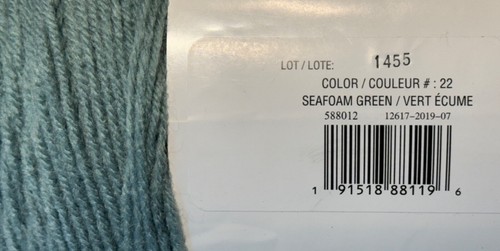 LOT / LOTE: 1455
COLOR / COULEUR # : 22
SEAFOAM GREEN / VERT ÉCUME
588012 12617-2019-07
1 91518 88119 6